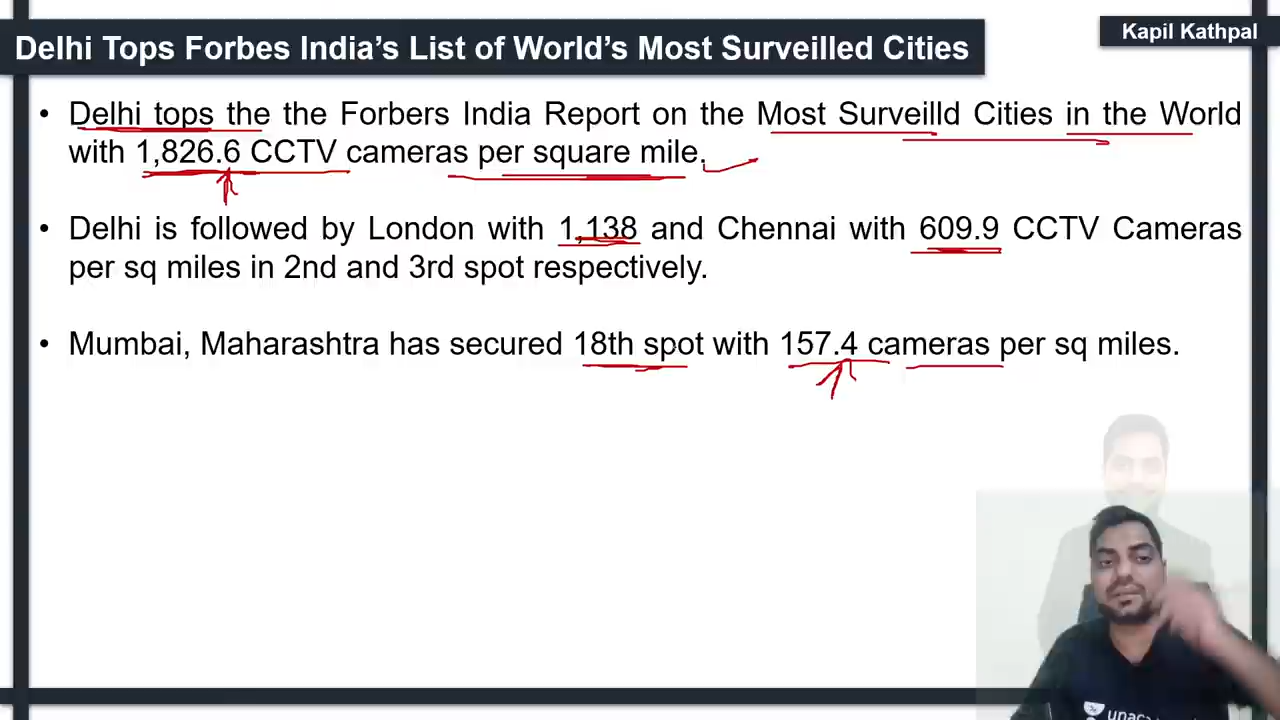 Delhi Tops Forbes India's List of World's Most Surveilled Cities
Kapil Kathpal
• Delhi tops the the Forbers India Report on the Most Surveilld Cities in the World
with 1,826.6 CCTV cameras per square mile.
• Delhi is followed by London with 1,138 and Chennai with 609.9 CCTV Cameras
per sq miles in 2nd and 3rd spot respectively.
• Mumbai, Maharashtra has secured 18th spot with 157.4 cameras per sq miles.